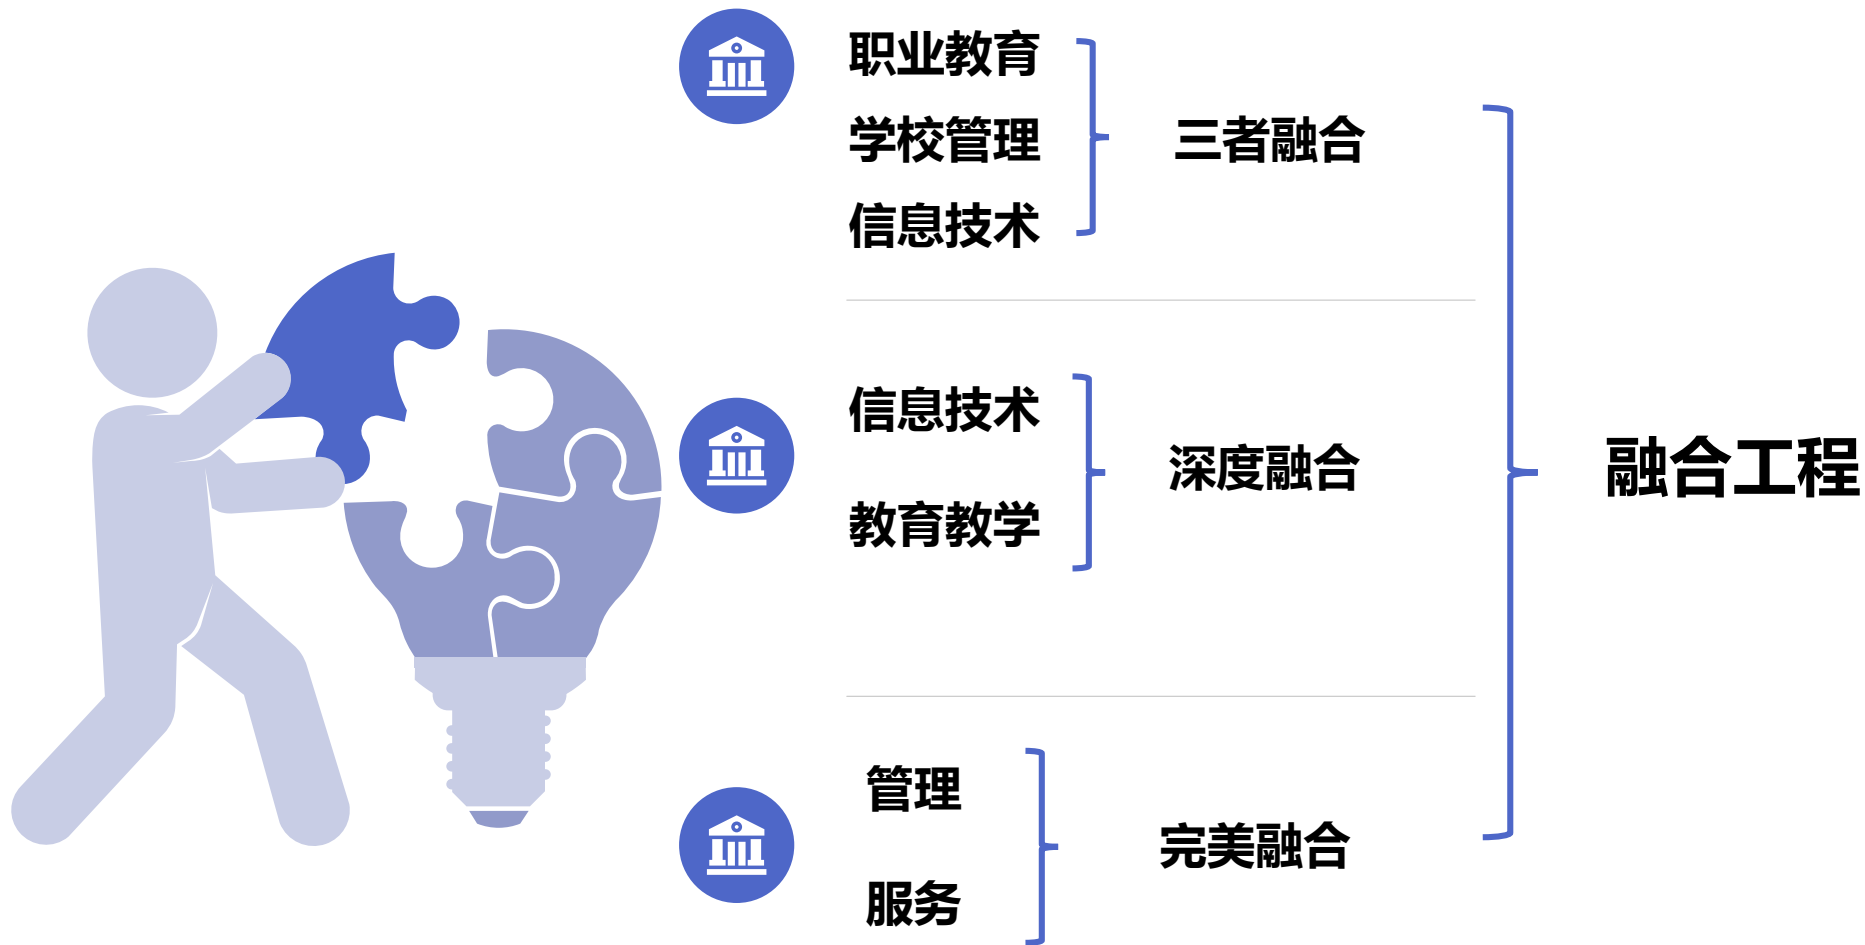 职业教育
学校管理
信息技术
三者融合
信息技术
教育教学
深度融合
管理
服务
完美融合
融合工程